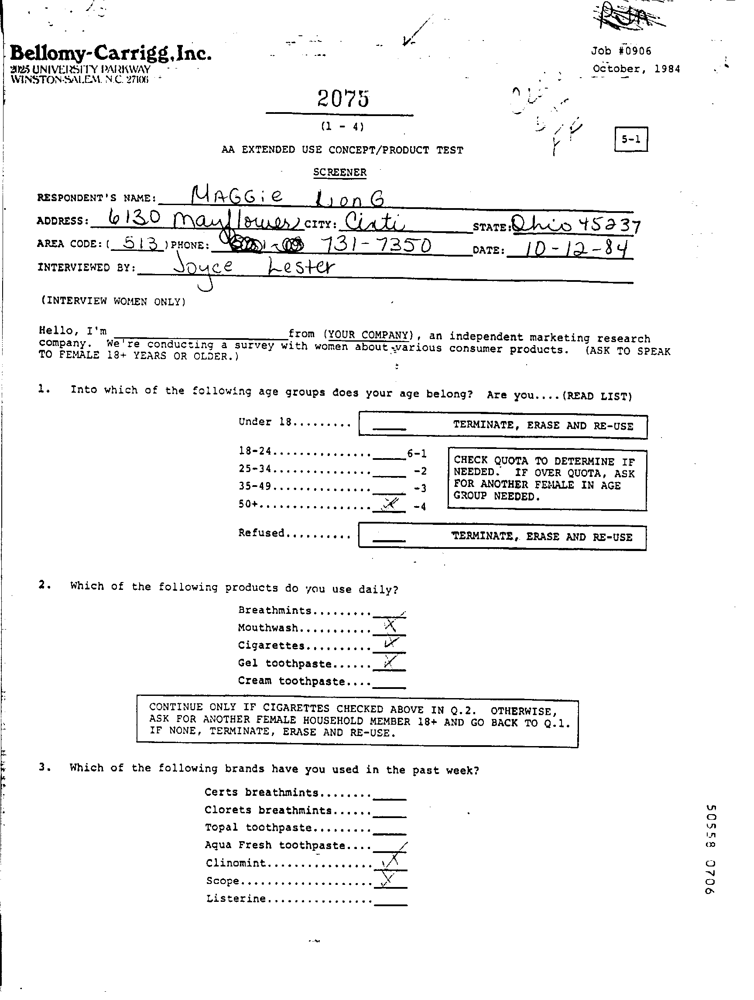 Bellomy-Carrigg, Inc.
2025 UNIVERSITY PARKWAY
WINSTON-SALEM, N.C. 27106
Job #0906
October, 1984
2075
(1 - 4)
5-1
AA EXTENDED USE CONCEPT/PRODUCT TEST
SCREENER
RESPONDENT'S NAME: MAGGie LionG
ADDRESS: 6130 Mayflower CITY: Cinti STATE: Ohio 45237
AREA CODE: ( 513 ) PHONE: 731-7350 DATE: 10-12-84
INTERVIEWED BY: Joyce Lester
(INTERVIEW WOMEN ONLY)
Hello, I'm ____ from (YOUR COMPANY), an independent marketing research
company. We're conducting a survey with women about various consumer products. (ASK TO SPEAK
TO FEMALE 18+ YEARS OR OLDER.)
1. Into which of the following age groups does your age belong? Are you....(READ LIST)
Under 18......... ____ TERMINATE, ERASE AND RE-USE
18-24...............____ 6-1
25-34...............____ -2
35-49...............____ -3
50+................. X -4
CHECK QUOTA TO DETERMINE IF
NEEDED. IF OVER QUOTA, ASK
FOR ANOTHER FEMALE IN AGE
GROUP NEEDED.
Refused.......... ____ TERMINATE, ERASE AND RE-USE
2. Which of the following products do you use daily?
Breathmints.........____
Mouthwash........... X
Cigarettes.......... X
Gel toothpaste...... X
Cream toothpaste....____
CONTINUE ONLY IF CIGARETTES CHECKED ABOVE IN Q.2. OTHERWISE,
ASK FOR ANOTHER FEMALE HOUSEHOLD MEMBER 18+ AND GO BACK TO Q.1.
IF NONE, TERMINATE, ERASE AND RE-USE.
3. Which of the following brands have you used in the past week?
Certs breathmints........____
Clorets breathmints......____
Topal toothpaste.........____
Aqua Fresh toothpaste....____
Clinomint................ X
Scope.................... X
Listerine................____
50558 0706